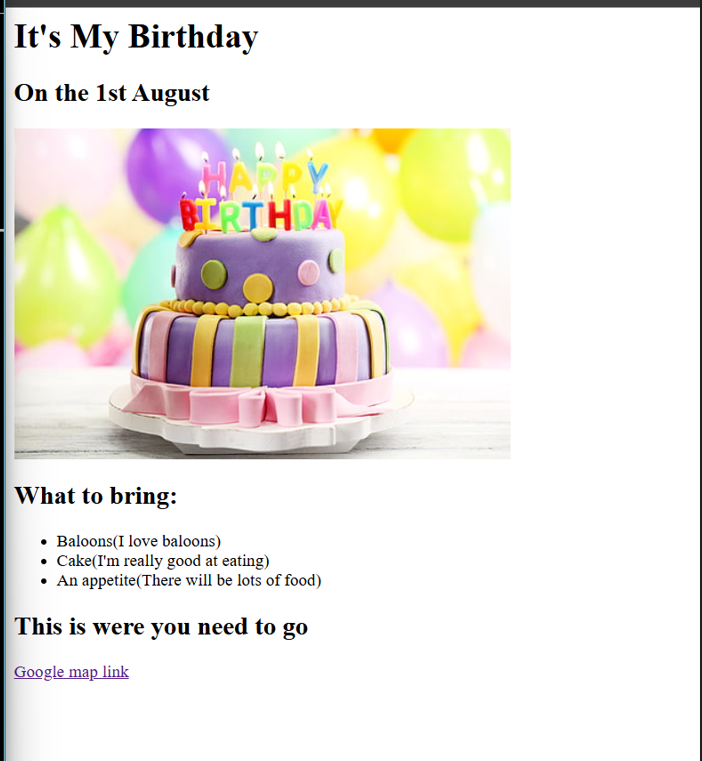 It's My Birthday
On the 1st August
HAPPY
BIRTHDAY
What to bring:
Baloons(I love baloons)
Cake(I'm really good at eating)
An appetite(There will be lots of food)
This is were you need to go
Google map link